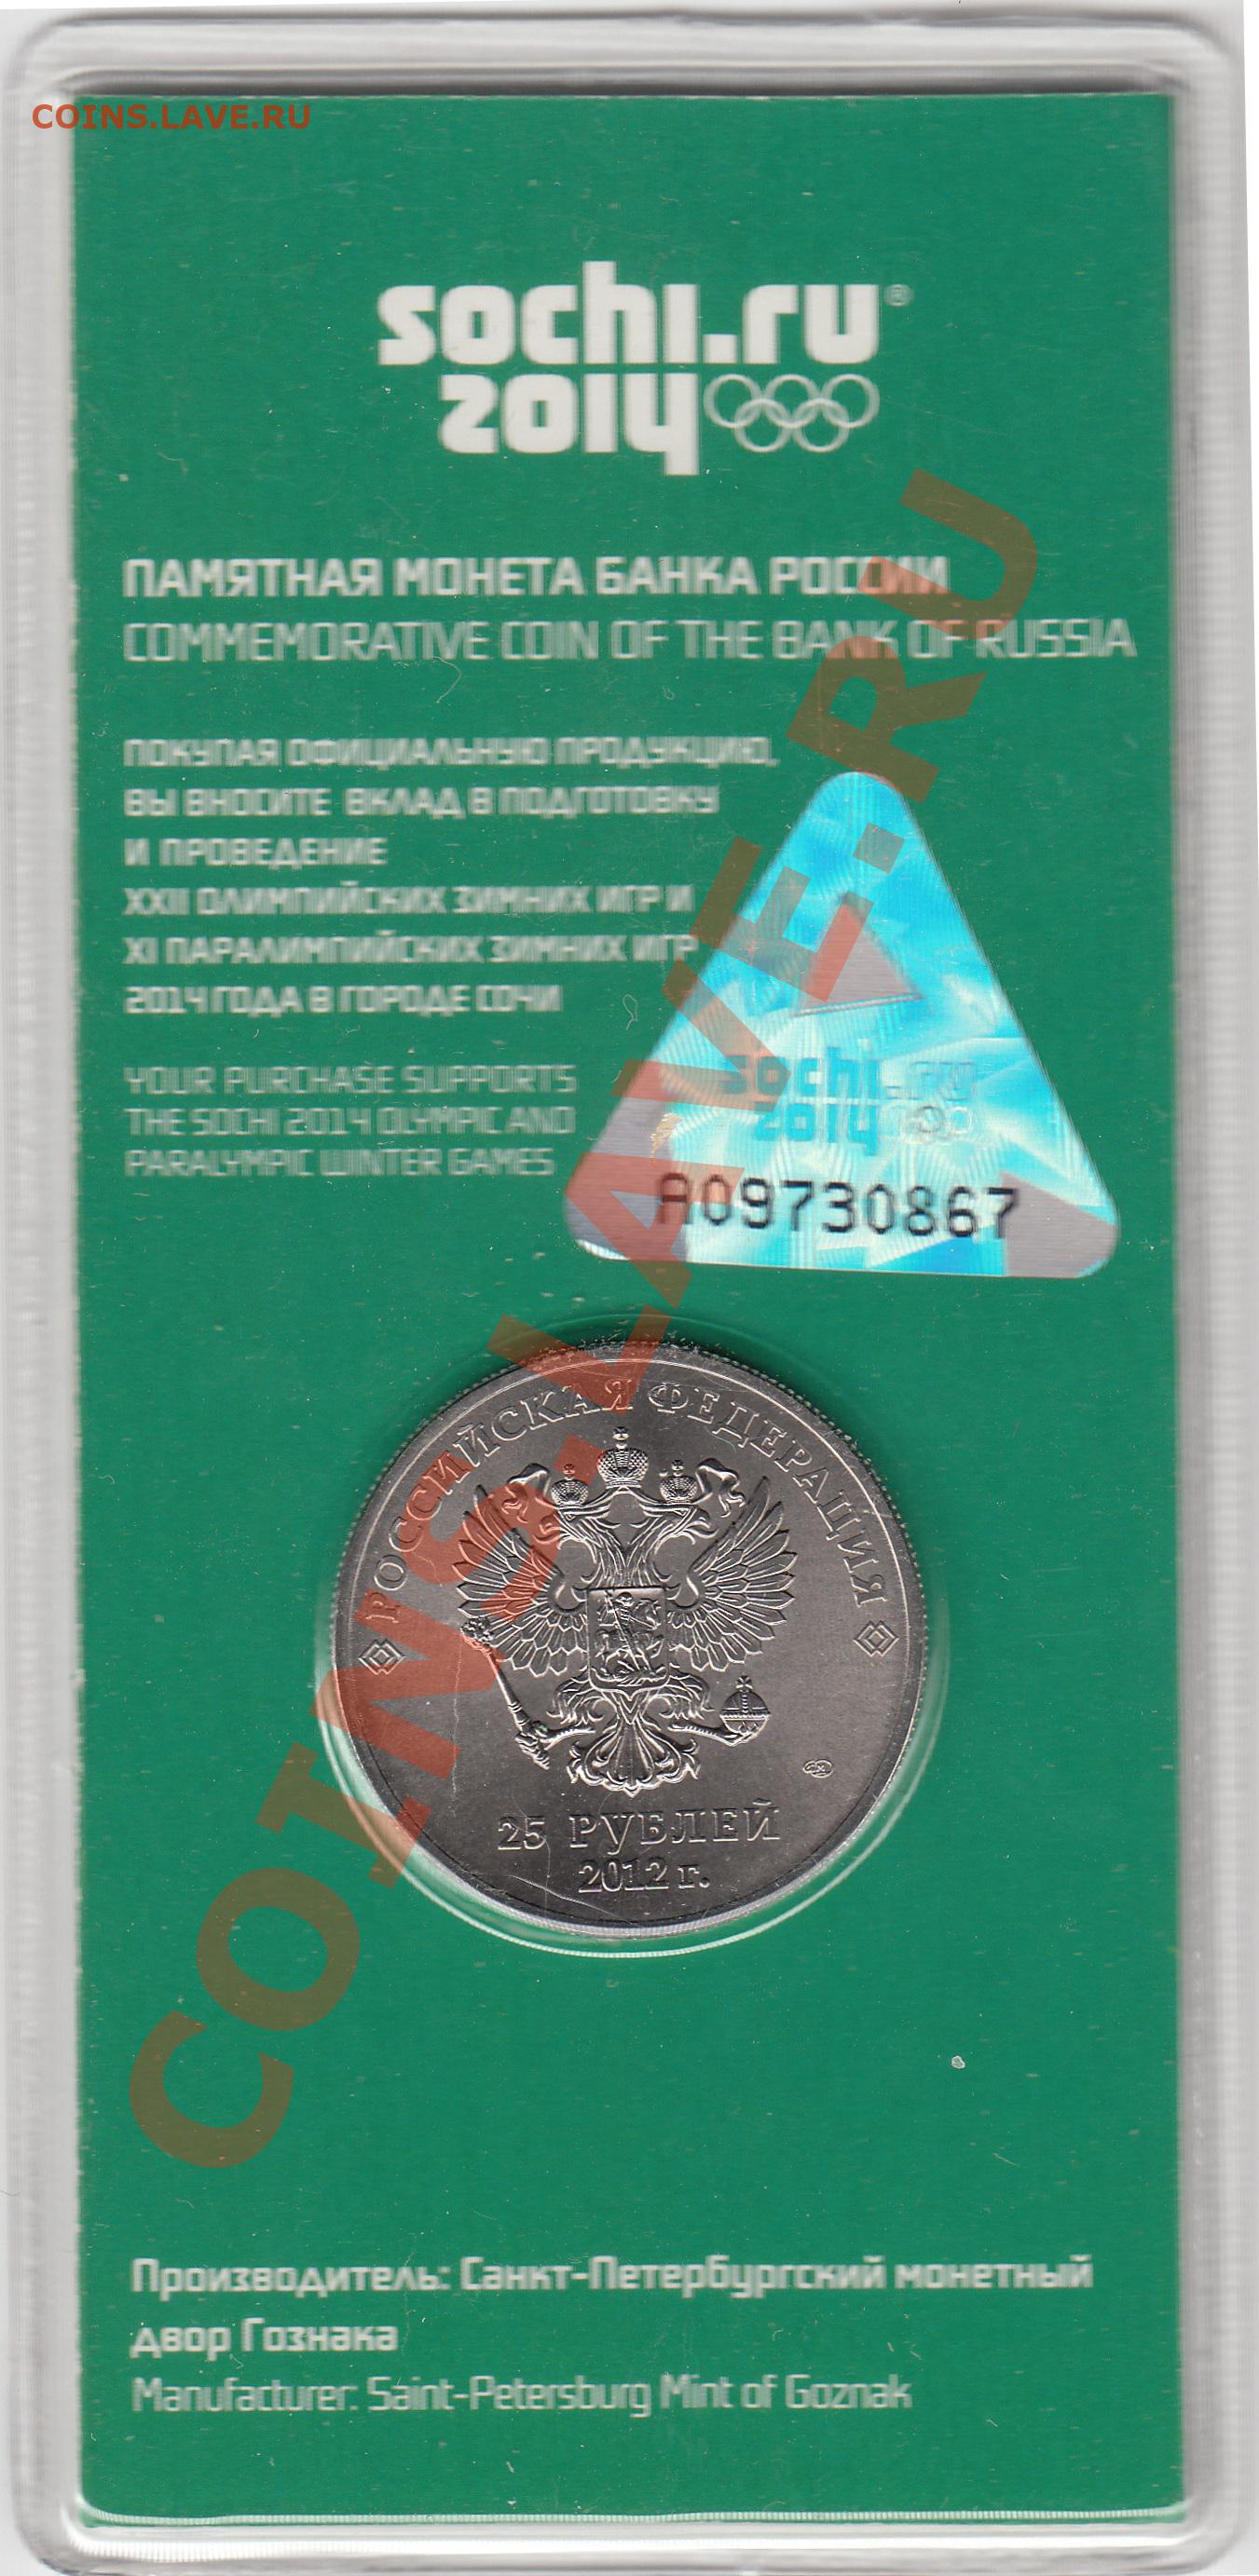 COINS.LAVE.RU
sochi.ru®
2014
ПАМЯТНАЯ МОНЕТА БАНКА РОССИИ
COMMEMORATIVE COIN OF THE BANK OF RUSSIA
ПОКУПАЯ ОФИЦИАЛЬНУЮ ПРОДУКЦИЮ,
ВЫ ВНОСИТЕ ВКЛАД В ПОДГОТОВКУ
И ПРОВЕДЕНИЕ
XXII ОЛИМПИЙСКИХ ЗИМНИХ ИГР И
XI ПАРАЛИМПИЙСКИХ ЗИМНИХ ИГР
2014 ГОДА В ГОРОДЕ СОЧИ
YOUR PURCHASE SUPPORTS
THE SOCHI 2014 OLYMPIC AND
PARALYMPIC WINTER GAMES
sochi.ru
2014
A09730867
COINS.LAVE.RU
РОССИЙСКАЯ ФЕДЕРАЦИЯ
25 РУБЛЕЙ
2012 г.
Производитель: Санкт-Петербургский монетный
двор Гознака
Manufacturer: Saint-Petersburg Mint of Goznak